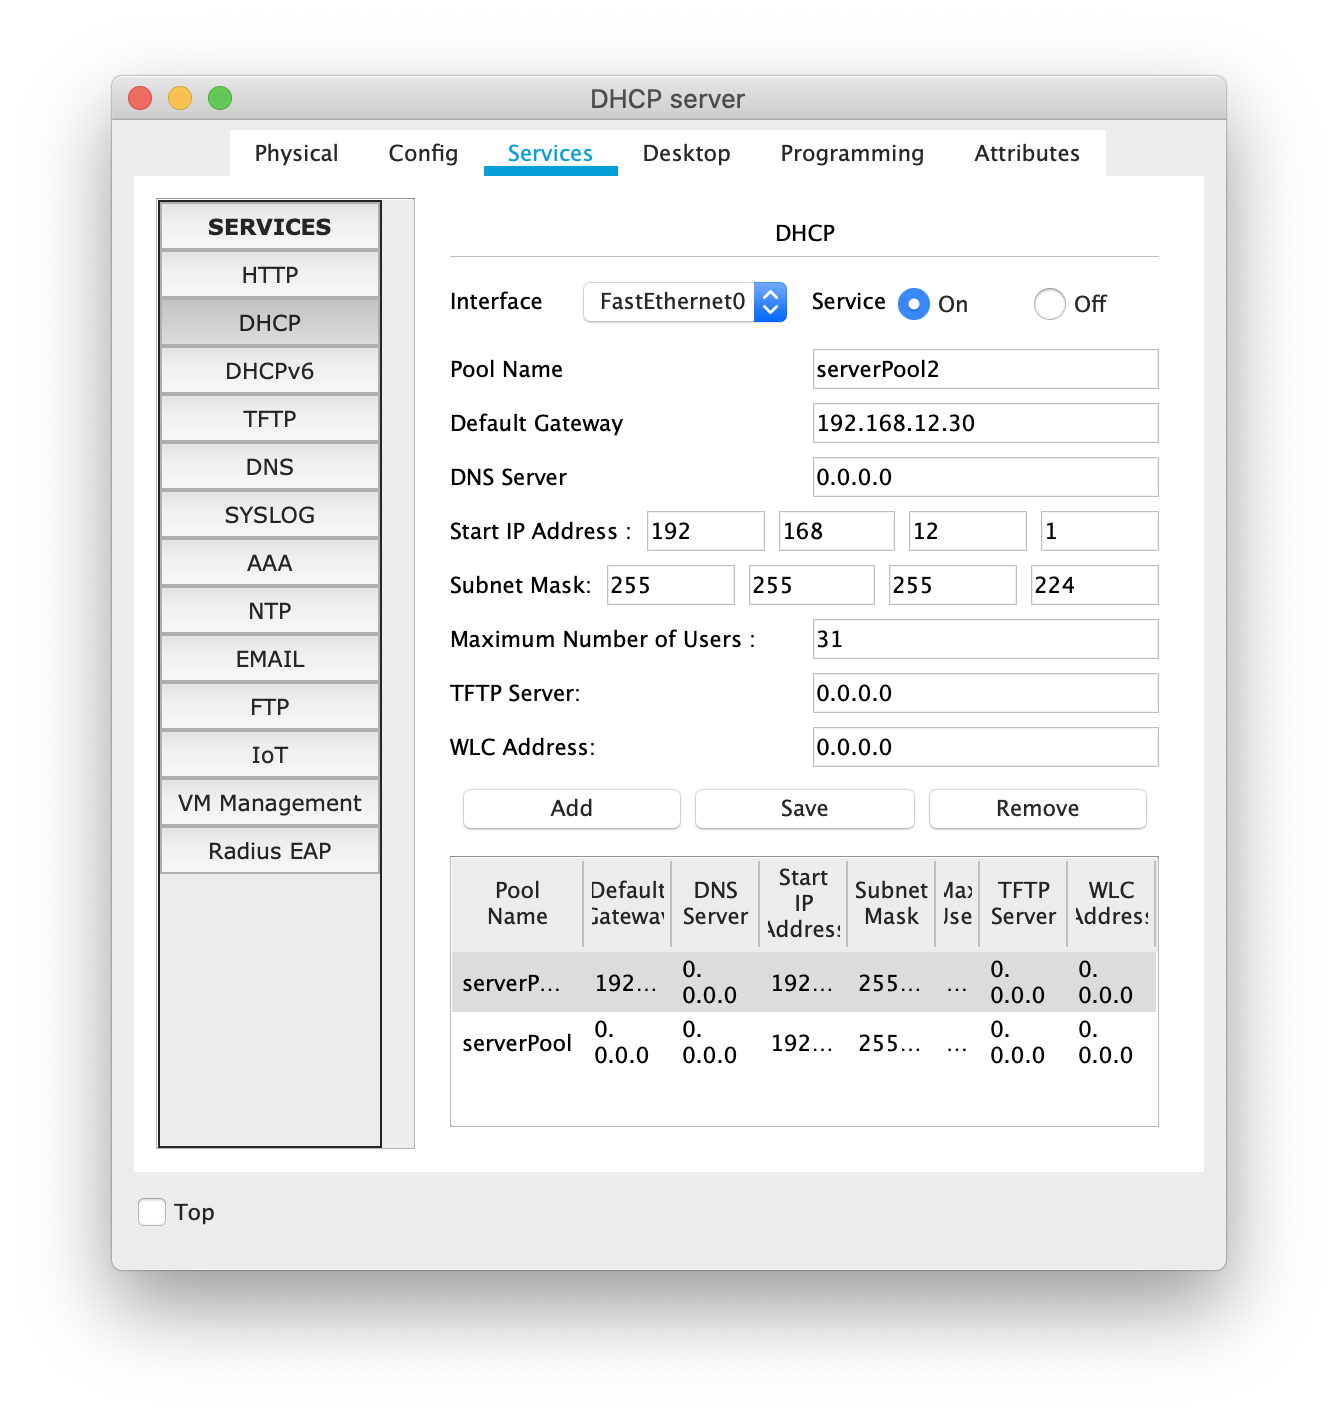 DHCP server
Physical Config Services Desktop Programming Attributes
SERVICES
HTTP
DHCP
DHCPv6
TFTP
DNS
SYSLOG
AAA
NTP
EMAIL
FTP
IoT
VM Management
Radius EAP
DHCP
Interface FastEthernet0 Service On Off
Pool Name serverPool2
Default Gateway 192.168.12.30
DNS Server 0.0.0.0
Start IP Address : 192 168 12 1
Subnet Mask: 255 255 255 224
Maximum Number of Users : 31
TFTP Server: 0.0.0.0
WLC Address: 0.0.0.0
Add Save Remove
Pool Name Default Gateway DNS Server Start IP Address Subnet Mask Max User TFTP Server WLC Address
serverP... 192... 0.0.0.0 192... 255... ... 0.0.0.0 0.0.0.0
serverPool 0.0.0.0 0.0.0.0 192... 255... ... 0.0.0.0 0.0.0.0
Top